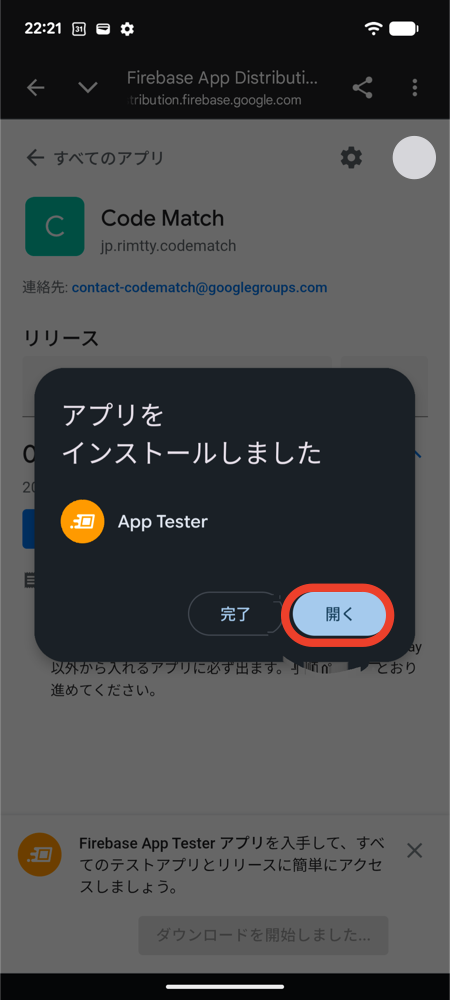 22:21
31
Firebase App Distributi...
tribution.firebase.google.com
すべてのアプリ
C
Code Match
jp.rimtty.codematch
連絡先: contact-codematch@googlegroups.com
リリース
アプリを
インストールしました
App Tester
完了
開く
以外から入れるアプリに必ず出ます。
とおり
進めてください。
Firebase App Tester アプリを入手して、すべ
てのテストアプリとリリースに簡単にアクセ
スしましょう。
ダウンロードを開始しました...